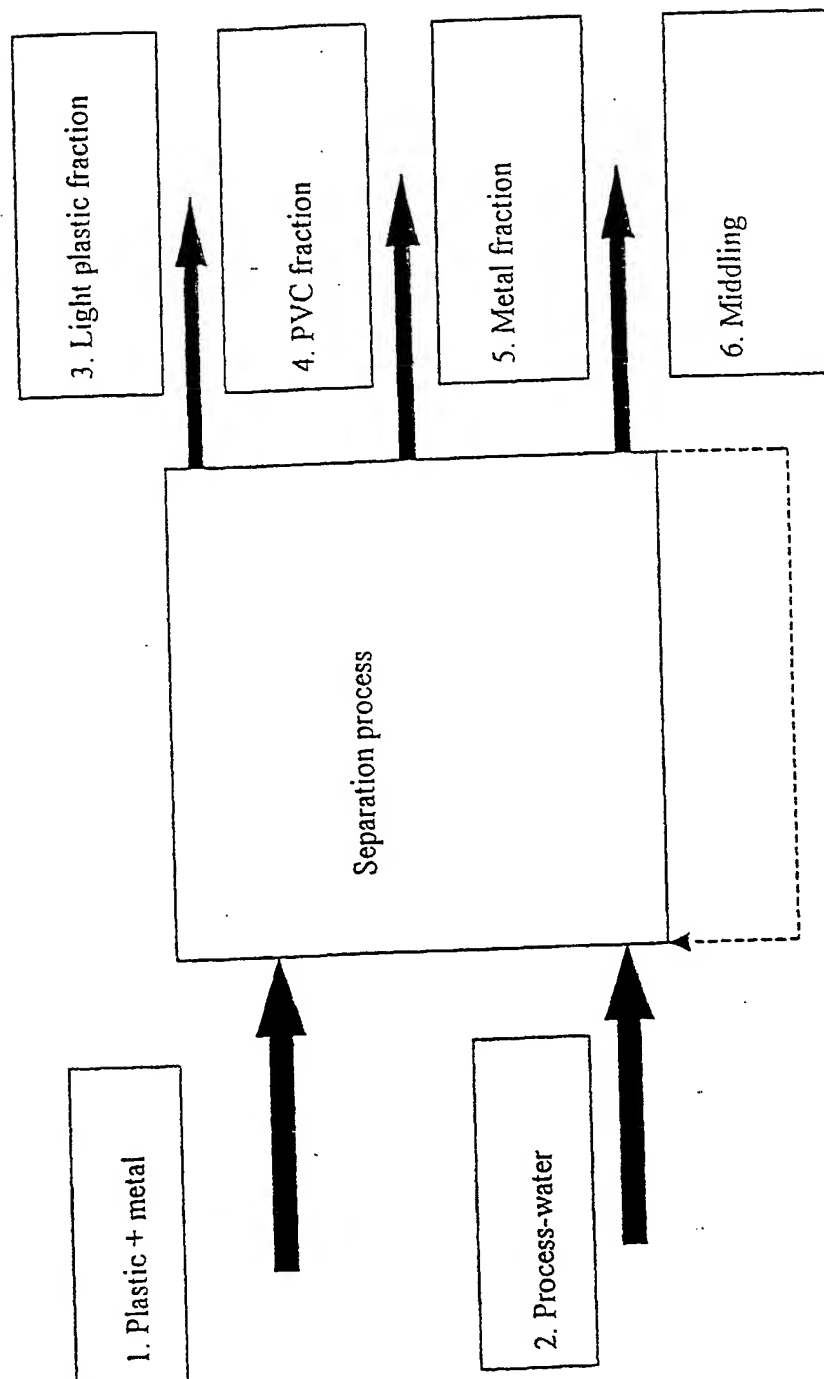 1. Plastic + metal
2. Process-water
Separation process
3. Light plastic fraction
4. PVC fraction
5. Metal fraction
6. Middling